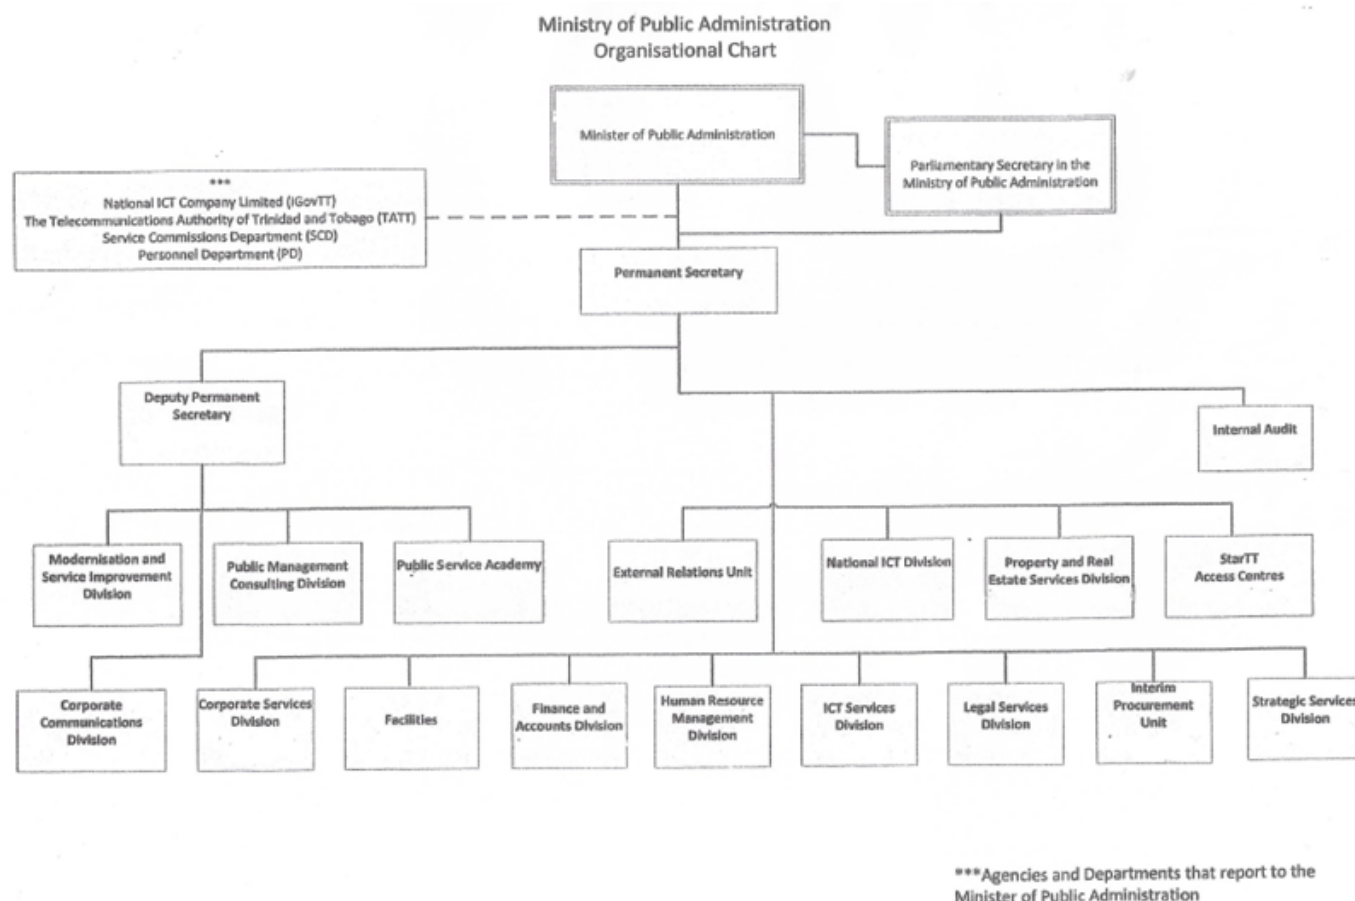 Ministry of Public Administration
Organisational Chart
Minister of Public Administration
Parliamentary Secretary in the
Ministry of Public Administration
***
National ICT Company Limited (iGovTT)
The Telecommunications Authority of Trinidad and Tobago (TATT)
Service Commissions Department (SCD)
Personnel Department (PD)
Permanent Secretary
Deputy Permanent
Secretary
Internal Audit
Modernisation and
Service Improvement
Division
Public Management
Consulting Division
Public Service Academy
External Relations Unit
National ICT Division
Property and Real
Estate Services Division
StarTT
Access Centres
Corporate
Communications
Division
Corporate Services
Division
Facilities
Finance and
Accounts Division
Human Resource
Management
Division
ICT Services
Division
Legal Services
Division
Interim
Procurement
Unit
Strategic Services
Division
***Agencies and Departments that report to the
Minister of Public Administration